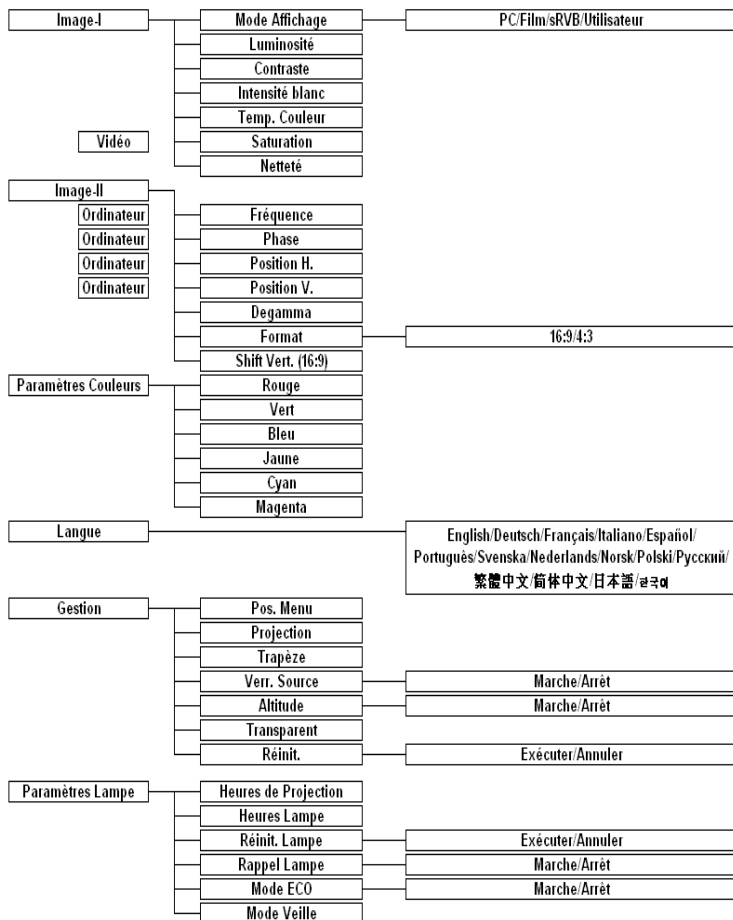 Image-I Mode Affichage PC/Film/sRVB/Utilisateur
Luminosité
Contraste
Intensité blanc
Temp. Couleur
Vidéo Saturation
Netteté
Image-II
Ordinateur Fréquence
Ordinateur Phase
Ordinateur Position H.
Ordinateur Position V.
Degamma
Format 16:9/4:3
Shift Vert. (16:9)
Paramètres Couleurs Rouge
Vert
Bleu
Jaune
Cyan
Magenta
Langue English/Deutsch/Français/Italiano/Español/
Português/Svenska/Nederlands/Norsk/Polski/Русский/
繁體中文/简体中文/日本語/한국어
Gestion Pos. Menu
Projection
Trapèze
Verr. Source Marche/Arrêt
Altitude Marche/Arrêt
Transparent
Réinit. Exécuter/Annuler
Paramètres Lampe Heures de Projection
Heures Lampe
Réinit. Lampe Exécuter/Annuler
Rappel Lampe Marche/Arrêt
Mode ECO Marche/Arrêt
Mode Veille